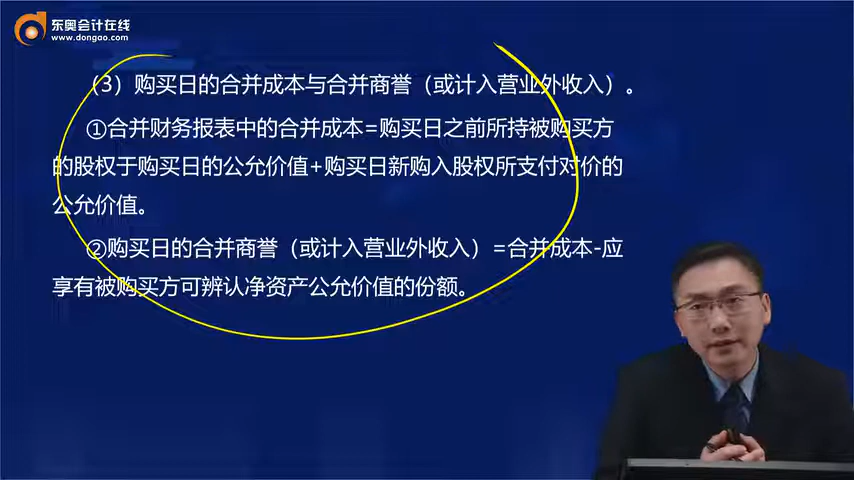 东奥会计在线
www.dongao.com
（3）购买日的合并成本与合并商誉（或计入营业外收入）。
①合并财务报表中的合并成本=购买日之前所持被购买方
的股权于购买日的公允价值+购买日新购入股权所支付对价的
公允价值。
②购买日的合并商誉（或计入营业外收入）=合并成本-应
享有被购买方可辨认净资产公允价值的份额。